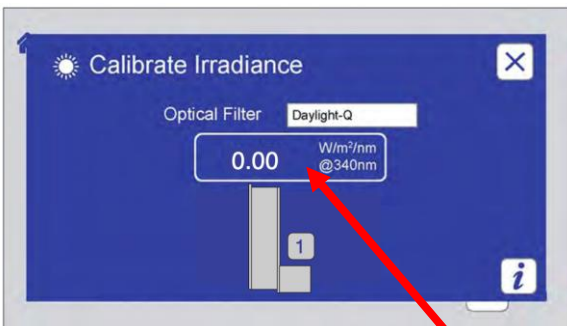 Calibrate Irradiance
Optical Filter Daylight-Q
0.00 W/m²/nm
@340nm
1
i